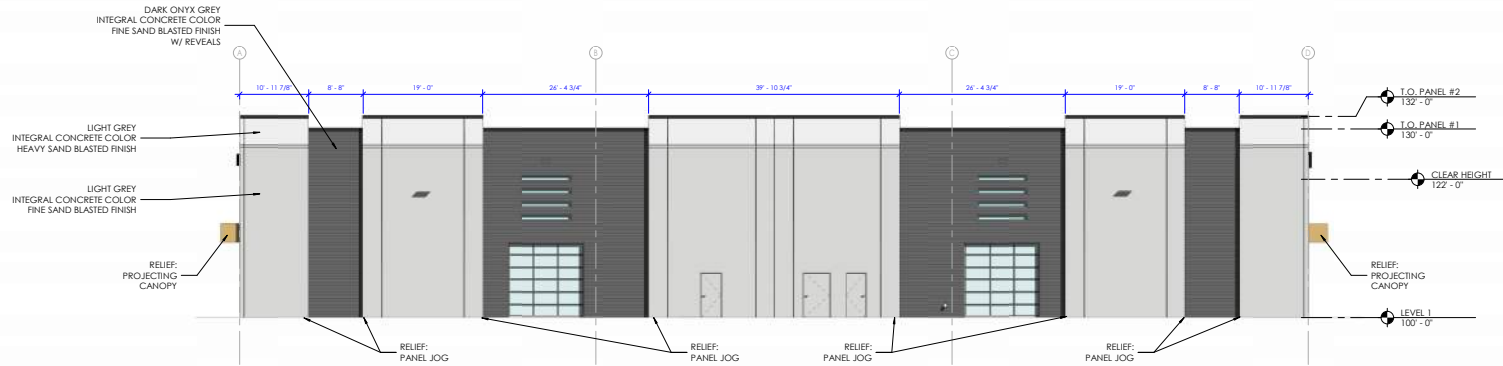 DARK ONYX GREY
INTEGRAL CONCRETE COLOR
FINE SAND BLASTED FINISH
W/ REVEALS
A
B
C
D
10' - 11 7/8"
8' - 8"
19' - 0"
26' - 4 3/4"
39' - 10 3/4"
26' - 4 3/4"
19' - 0"
8' - 8"
10' - 11 7/8"
T.O. PANEL #2
132' - 0"
T.O. PANEL #1
130' - 0"
LIGHT GREY
INTEGRAL CONCRETE COLOR
HEAVY SAND BLASTED FINISH
CLEAR HEIGHT
122' - 0"
LIGHT GREY
INTEGRAL CONCRETE COLOR
FINE SAND BLASTED FINISH
RELIEF:
PROJECTING
CANOPY
RELIEF:
PROJECTING
CANOPY
LEVEL 1
100' - 0"
RELIEF:
PANEL JOG
RELIEF:
PANEL JOG
RELIEF:
PANEL JOG
RELIEF:
PANEL JOG